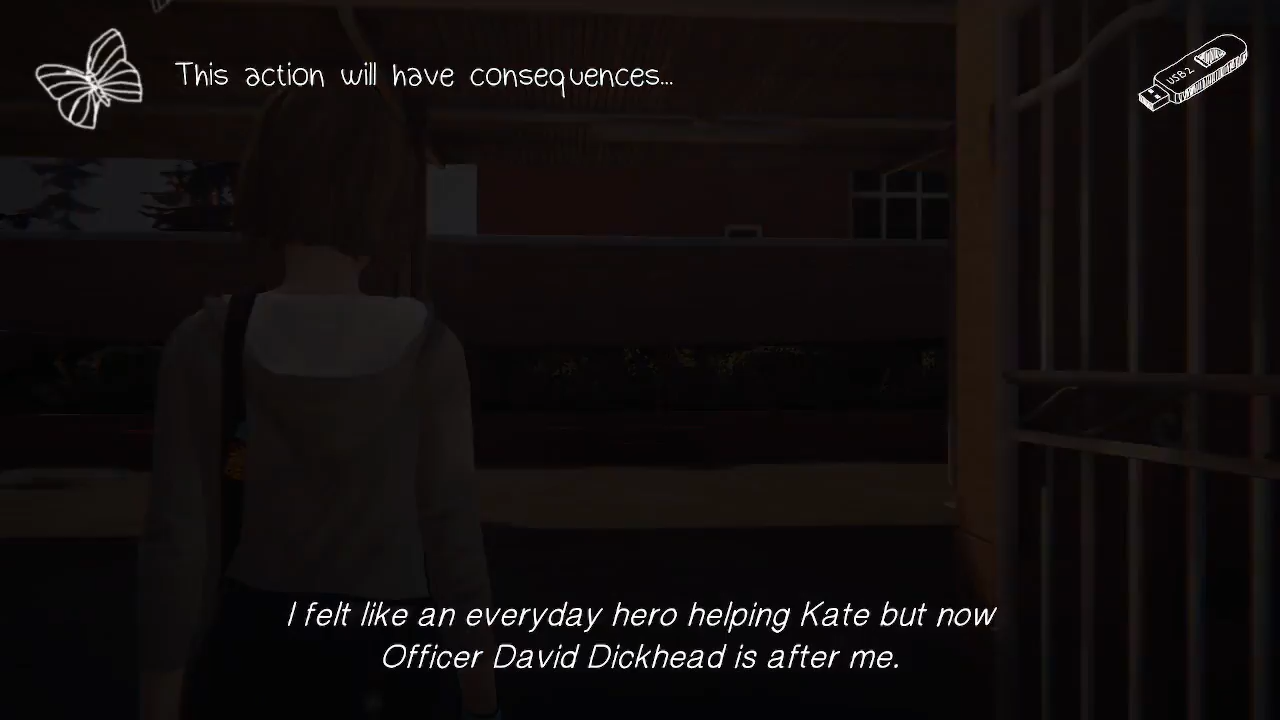 This action will have consequences...
USB2
I felt like an everyday hero helping Kate but now
Officer David Dickhead is after me.